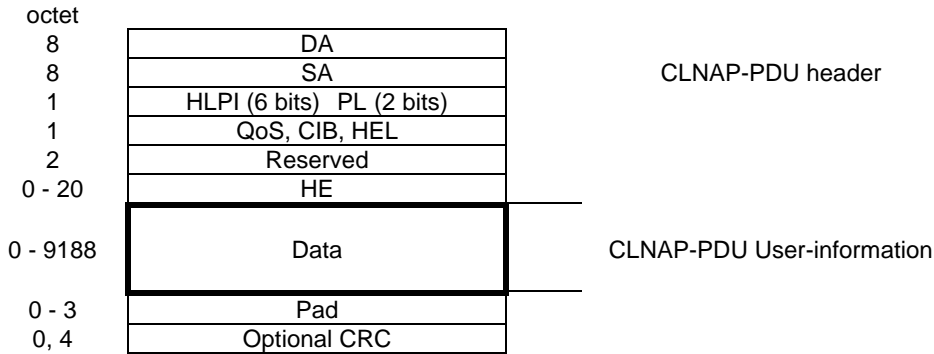 octet
8 DA
8 SA CLNAP-PDU header
1 HLPI (6 bits) PL (2 bits)
1 QoS, CIB, HEL
2 Reserved
0 - 20 HE
0 - 9188 Data CLNAP-PDU User-information
0 - 3 Pad
0, 4 Optional CRC